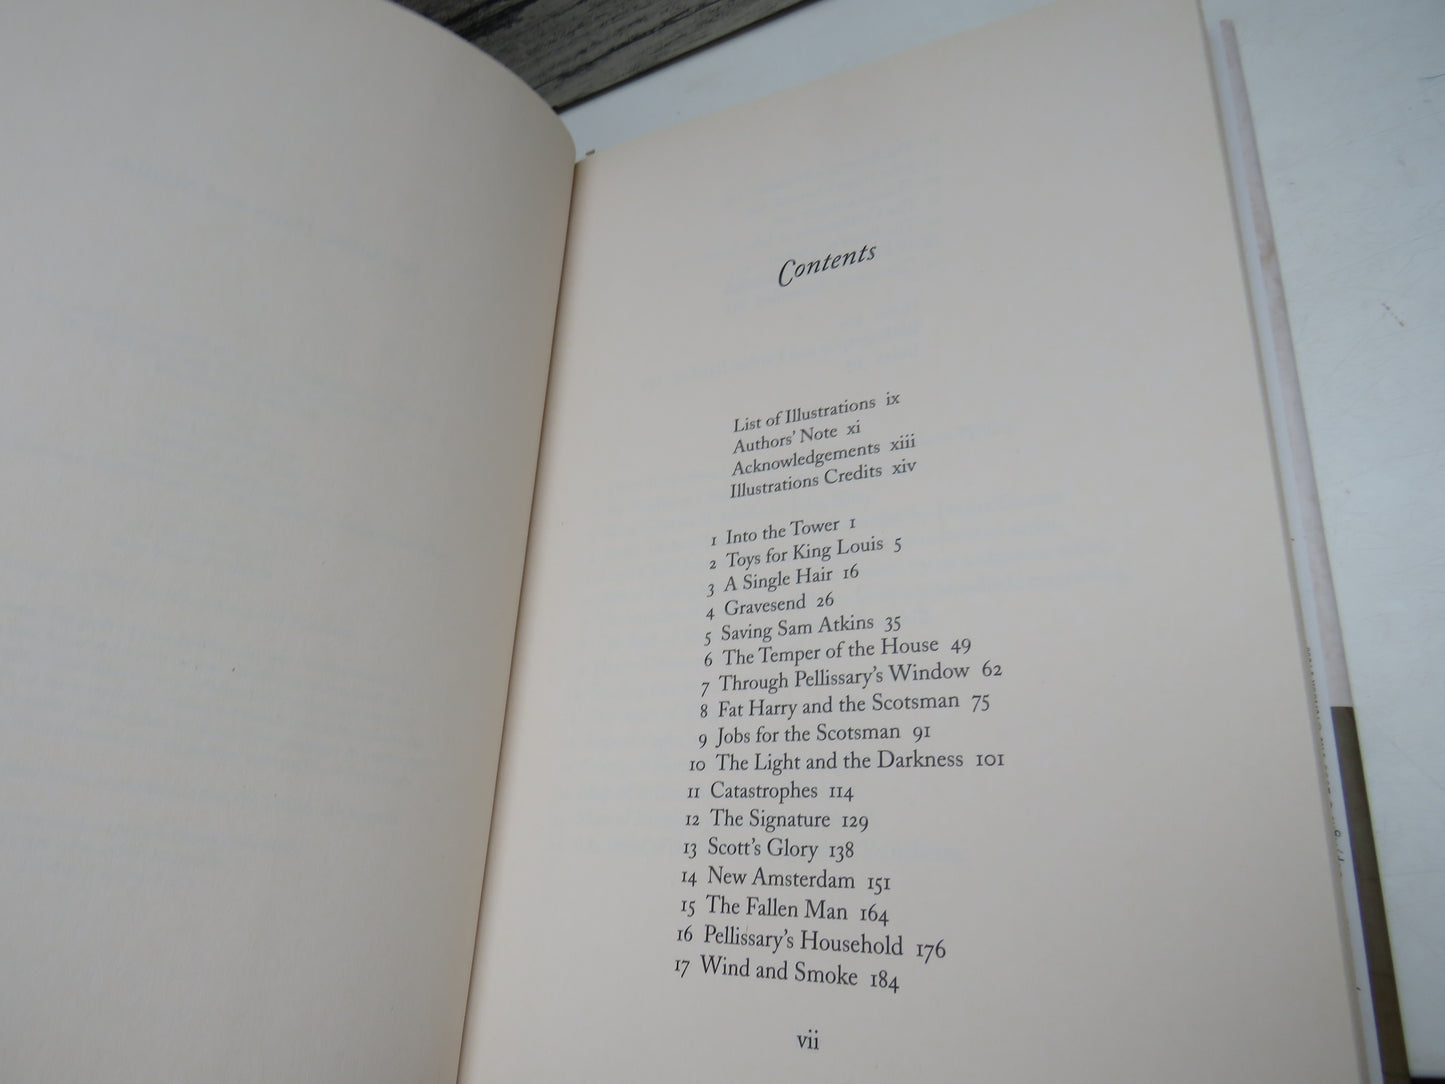 Contents
List of Illustrations ix
Authors' Note xi
Acknowledgements xiii
Illustrations Credits xiv
1 Into the Tower 1
2 Toys for King Louis 5
3 A Single Hair 16
4 Gravesend 26
5 Saving Sam Atkins 35
6 The Temper of the House 49
7 Through Pellissary's Window 62
8 Fat Harry and the Scotsman 75
9 Jobs for the Scotsman 91
10 The Light and the Darkness 101
11 Catastrophes 114
12 The Signature 129
13 Scott's Glory 138
14 New Amsterdam 151
15 The Fallen Man 164
16 Pellissary's Household 176
17 Wind and Smoke 184
vii